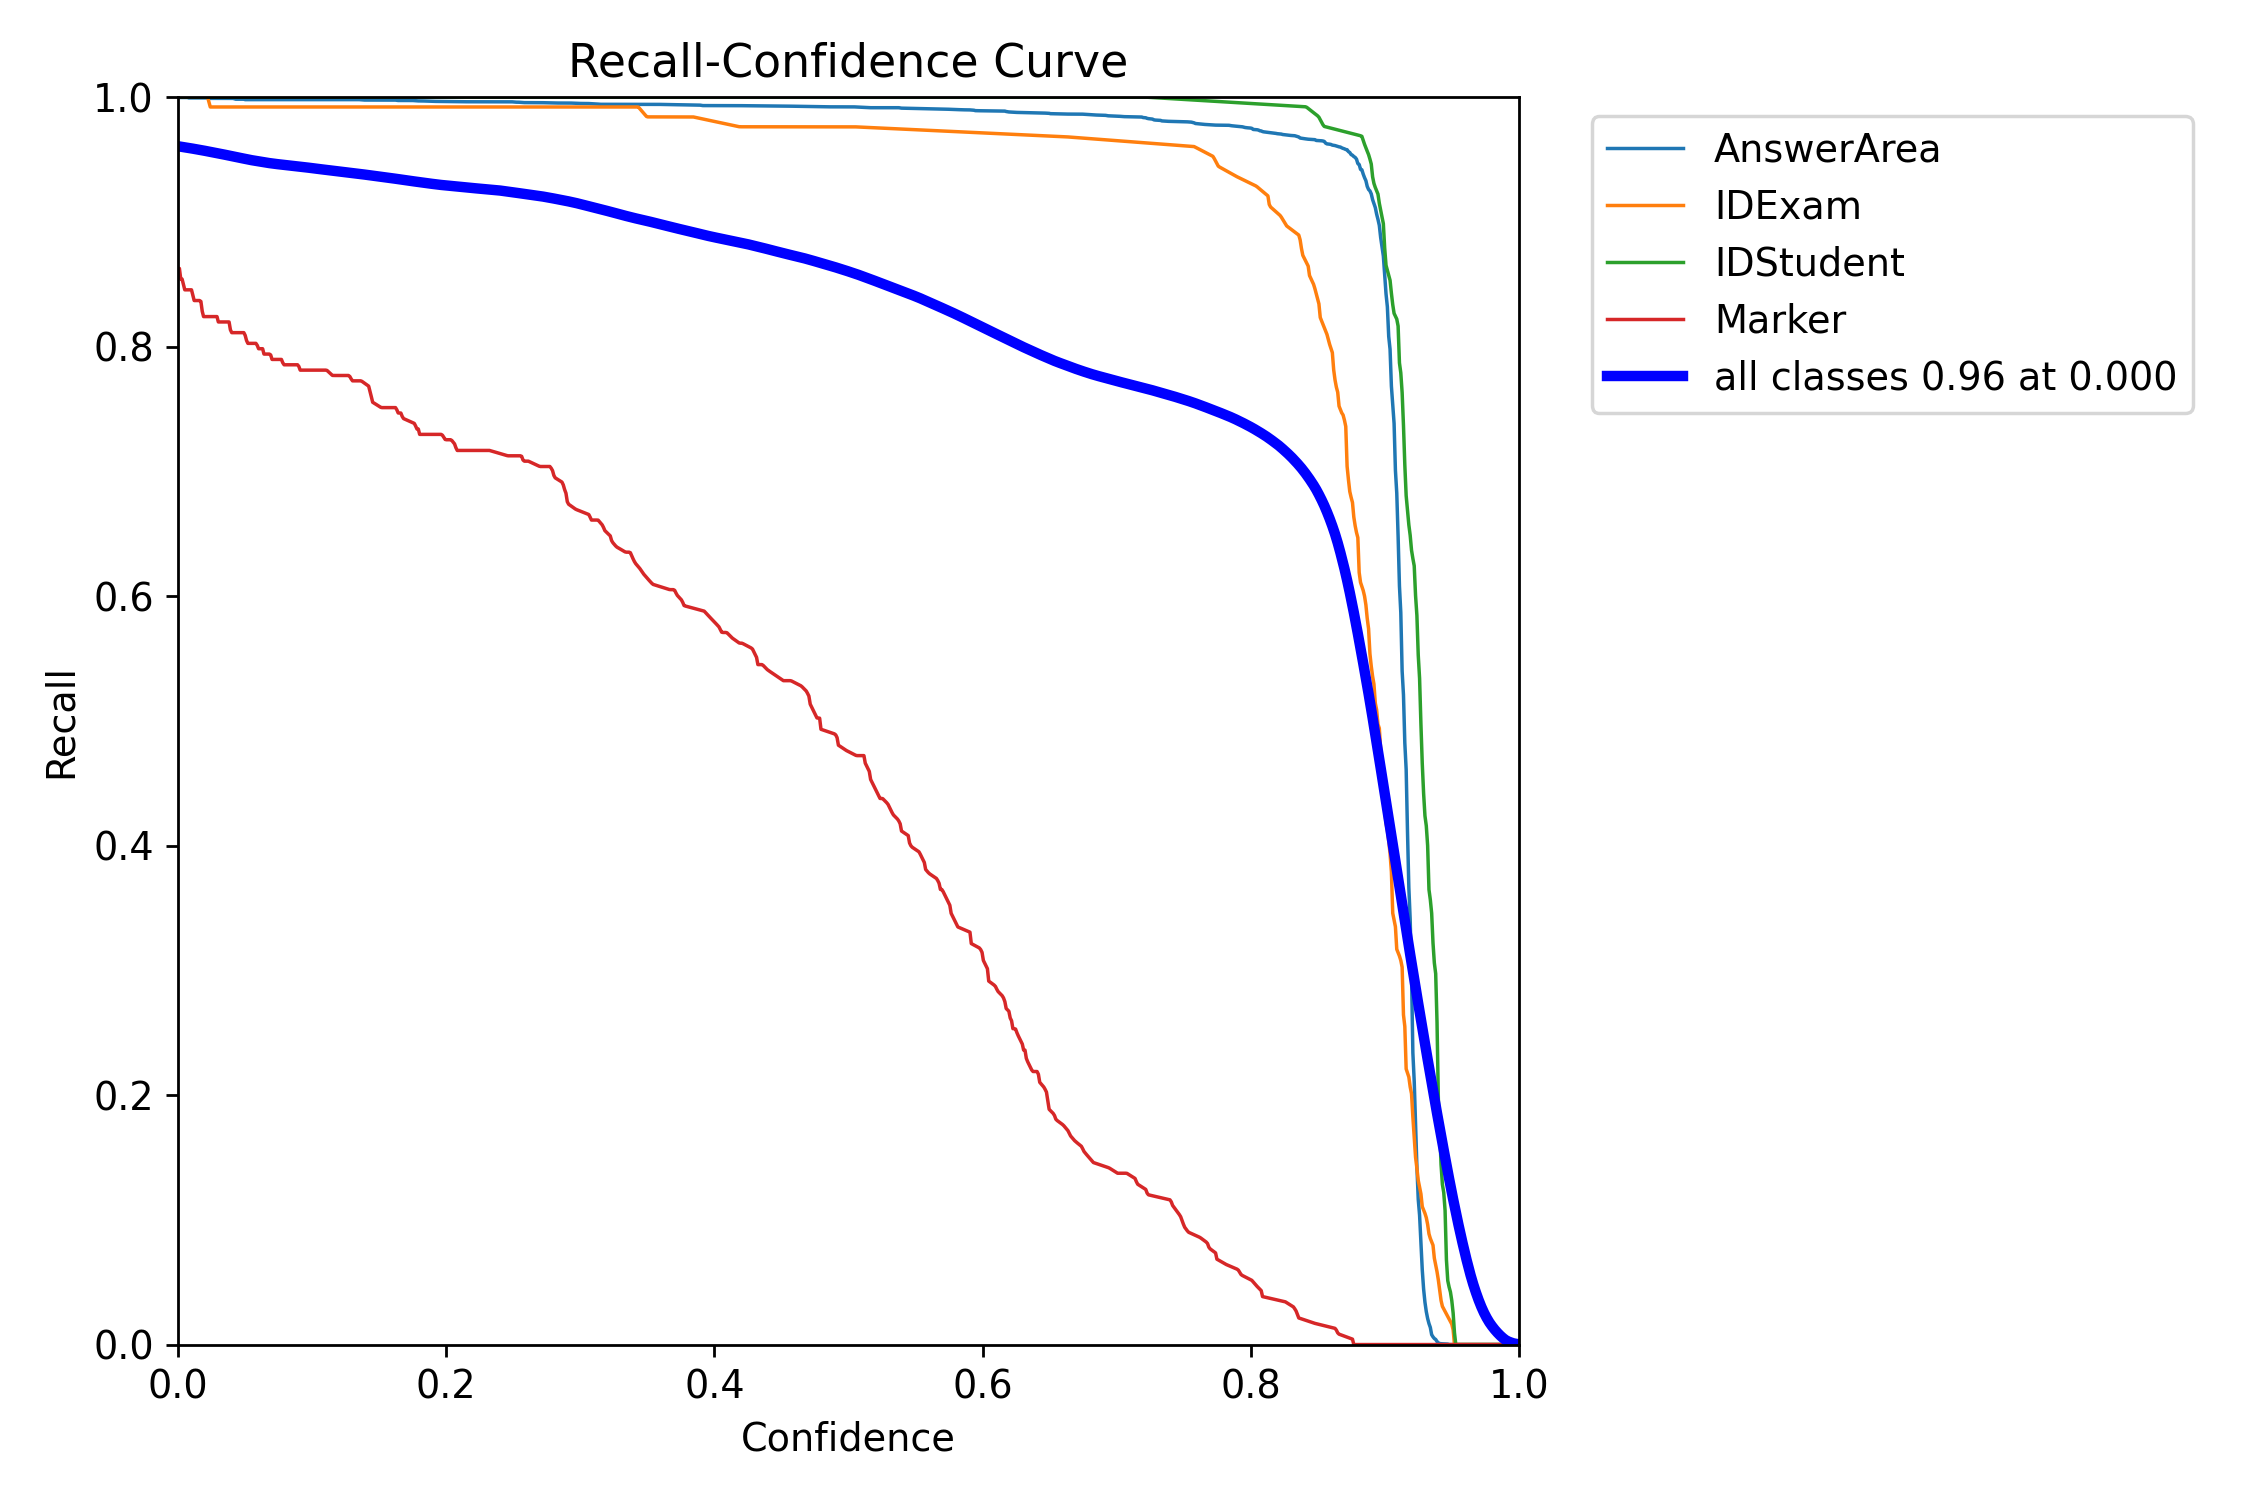 Recall-Confidence Curve
1.0
0.8
0.6
0.4
0.2
0.0
Recall
0.0 0.2 0.4 0.6 0.8 1.0
Confidence
AnswerArea
IDExam
IDStudent
Marker
all classes 0.96 at 0.000